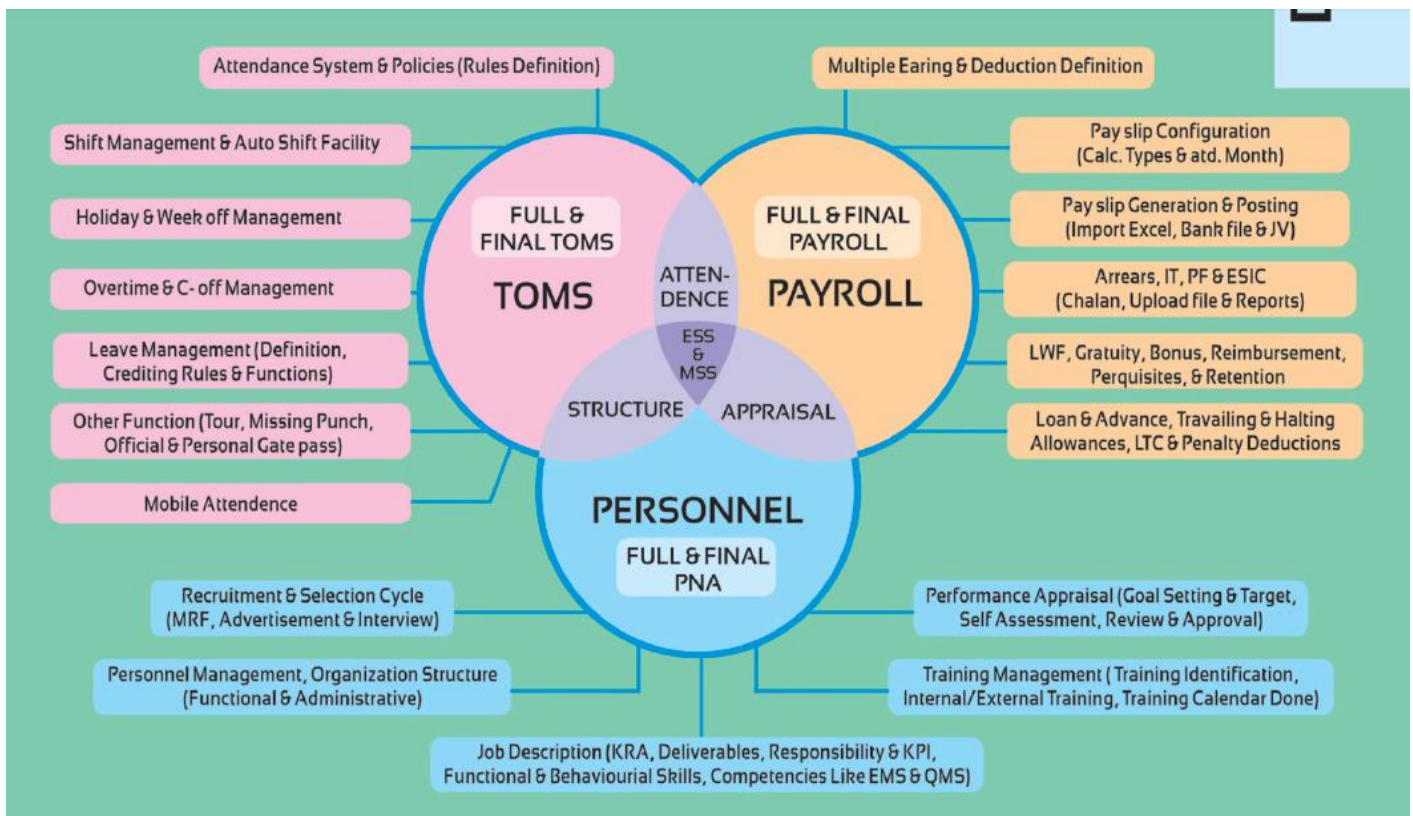 Attendance System & Policies (Rules Definition)
Shift Management & Auto Shift Facility
Holiday & Week off Management
Overtime & C- off Management
Leave Management (Definition,
Crediting Rules & Functions)
Other Function (Tour, Missing Punch,
Official & Personal Gate pass)
Mobile Attendence
Multiple Earing & Deduction Definition
Pay slip Configuration
(Calc. Types & atd. Month)
Pay slip Generation & Posting
(Import Excel, Bank file & JV)
Arrears, IT, PF & ESIC
(Chalan, Upload file & Reports)
LWF, Gratuity, Bonus, Reimbursement,
Perquisites, & Retention
Loan & Advance, Travailing & Halting
Allowances, LTC & Penalty Deductions
FULL &
FINAL TOMS
TOMS
ATTEN-
DENCE
FULL & FINAL
PAYROLL
PAYROLL
ESS
&
MSS
STRUCTURE
APPRAISAL
PERSONNEL
FULL & FINAL
PNA
Recruitment & Selection Cycle
(MRF, Advertisement & Interview)
Personnel Management, Organization Structure
(Functional & Administrative)
Job Description (KRA, Deliverables, Responsibility & KPI,
Functional & Behaviourial Skills, Competencies Like EMS & QMS)
Performance Appraisal (Goal Setting & Target,
Self Assessment, Review & Approval)
Training Management ( Training Identification,
Internal/External Training, Training Calendar Done)